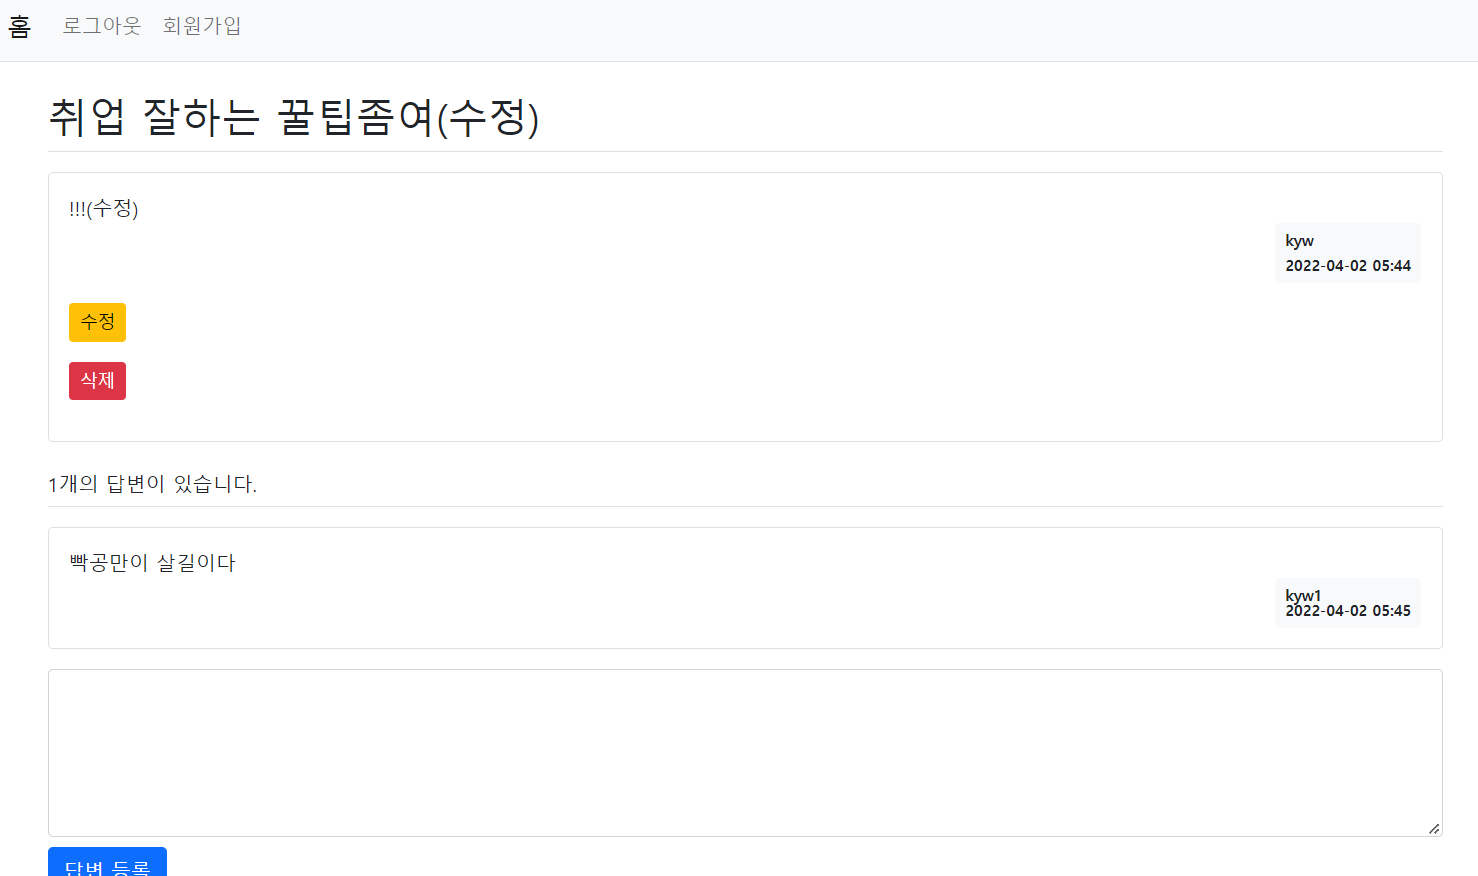 홈 로그아웃 회원가입
취업 잘하는 꿀팁좀여(수정)
!!!(수정)
kyw
2022-04-02 05:44
수정
삭제
1개의 답변이 있습니다.
빡공만이 살길이다
kyw1
2022-04-02 05:45
답변 등록